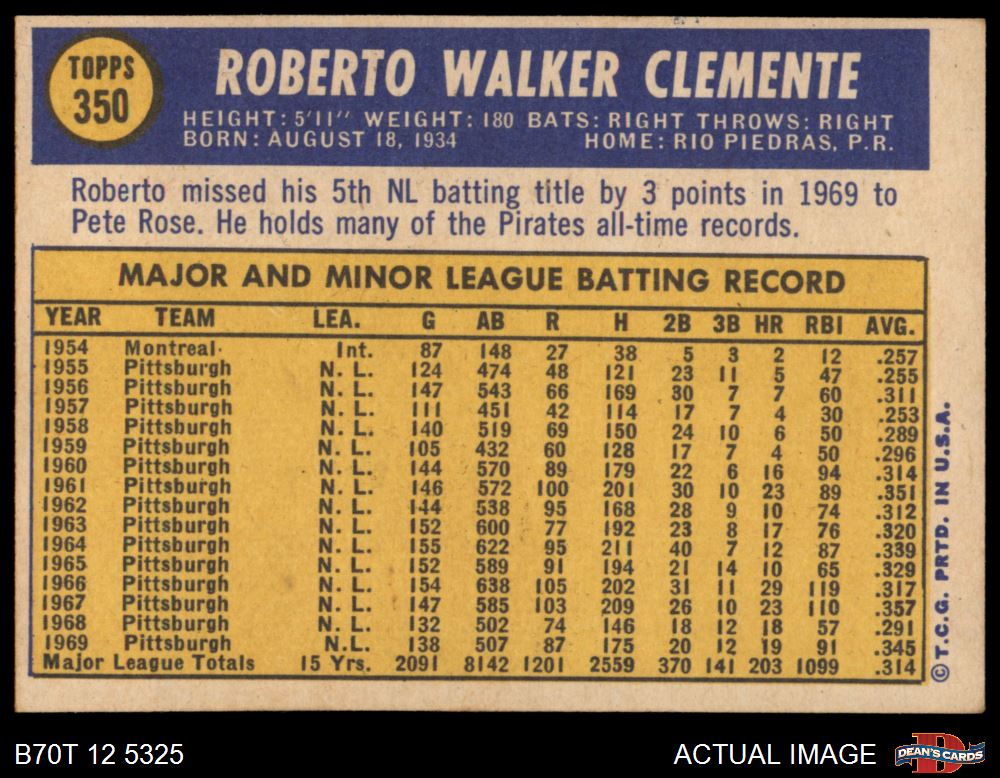 TOPPS
350
ROBERTO WALKER CLEMENTE
HEIGHT: 5'11" WEIGHT: 180 BATS: RIGHT THROWS: RIGHT
BORN: AUGUST 18, 1934 HOME: RIO PIEDRAS, P.R.
Roberto missed his 5th NL batting title by 3 points in 1969 to
Pete Rose. He holds many of the Pirates all-time records.
MAJOR AND MINOR LEAGUE BATTING RECORD
YEAR TEAM LEA. G AB R H 2B 3B HR RBI AVG.
1954 Montreal Int. 87 148 27 38 5 3 2 12 .257
1955 Pittsburgh N. L. 124 474 48 121 23 11 5 47 .255
1956 Pittsburgh N. L. 147 543 66 169 30 7 7 60 .311
1957 Pittsburgh N. L. 111 451 42 114 17 7 4 30 .253
1958 Pittsburgh N. L. 140 519 69 150 24 10 6 50 .289
1959 Pittsburgh N. L. 105 432 60 128 17 7 4 50 .296
1960 Pittsburgh N. L. 144 570 89 179 22 6 16 94 .314
1961 Pittsburgh N. L. 146 572 100 201 30 10 23 89 .351
1962 Pittsburgh N. L. 144 538 95 168 28 9 10 74 .312
1963 Pittsburgh N. L. 152 600 77 192 23 8 17 76 .320
1964 Pittsburgh N. L. 155 622 95 211 40 7 12 87 .339
1965 Pittsburgh N. L. 152 589 91 194 21 14 10 65 .329
1966 Pittsburgh N. L. 154 638 105 202 31 11 29 119 .317
1967 Pittsburgh N. L. 147 585 103 209 26 10 23 110 .357
1968 Pittsburgh N. L. 132 502 74 146 18 12 18 57 .291
1969 Pittsburgh N.L. 138 507 87 175 20 12 19 91 .345
Major League Totals 15 Yrs. 2091 8142 1201 2559 370 141 203 1099 .314
© T.C.G. PRTD. IN U.S.A.
B70T 12 5325
ACTUAL IMAGE
D
DEAN'S CARDS